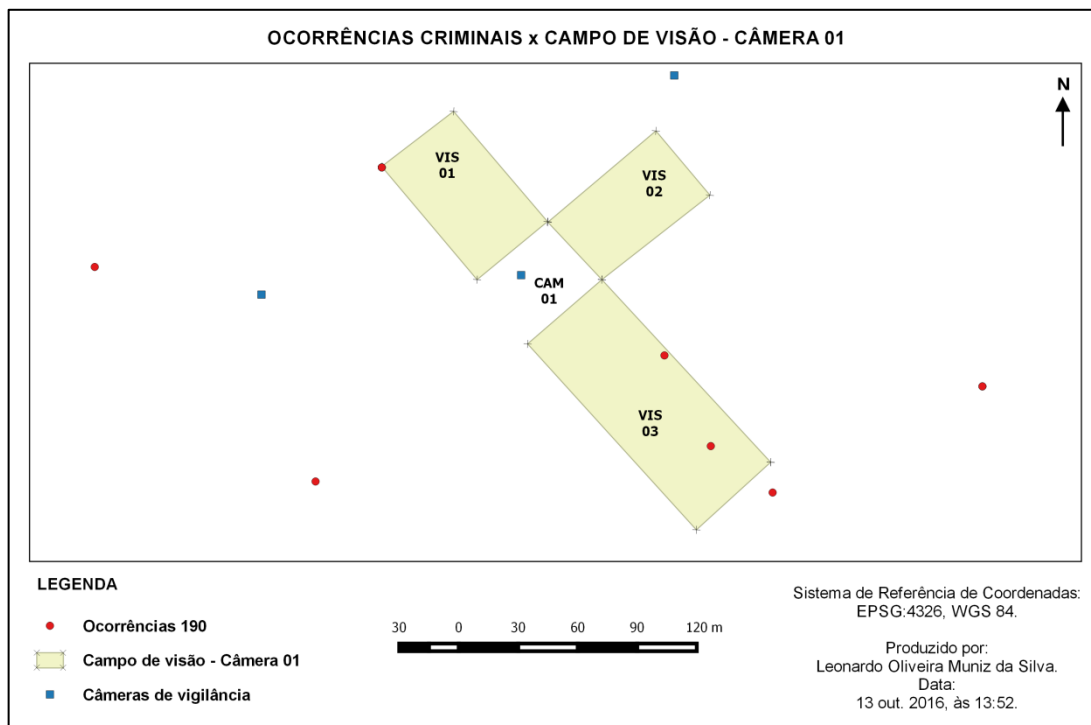 OCORRÊNCIAS CRIMINAIS x CAMPO DE VISÃO - CÂMERA 01
N
VIS
01
VIS
02
CAM
01
VIS
03
LEGENDA
Ocorrências 190
Campo de visão - Câmera 01
Câmeras de vigilância
30 0 30 60 90 120 m
Sistema de Referência de Coordenadas:
EPSG:4326, WGS 84.
Produzido por:
Leonardo Oliveira Muniz da Silva.
Data:
13 out. 2016, às 13:52.